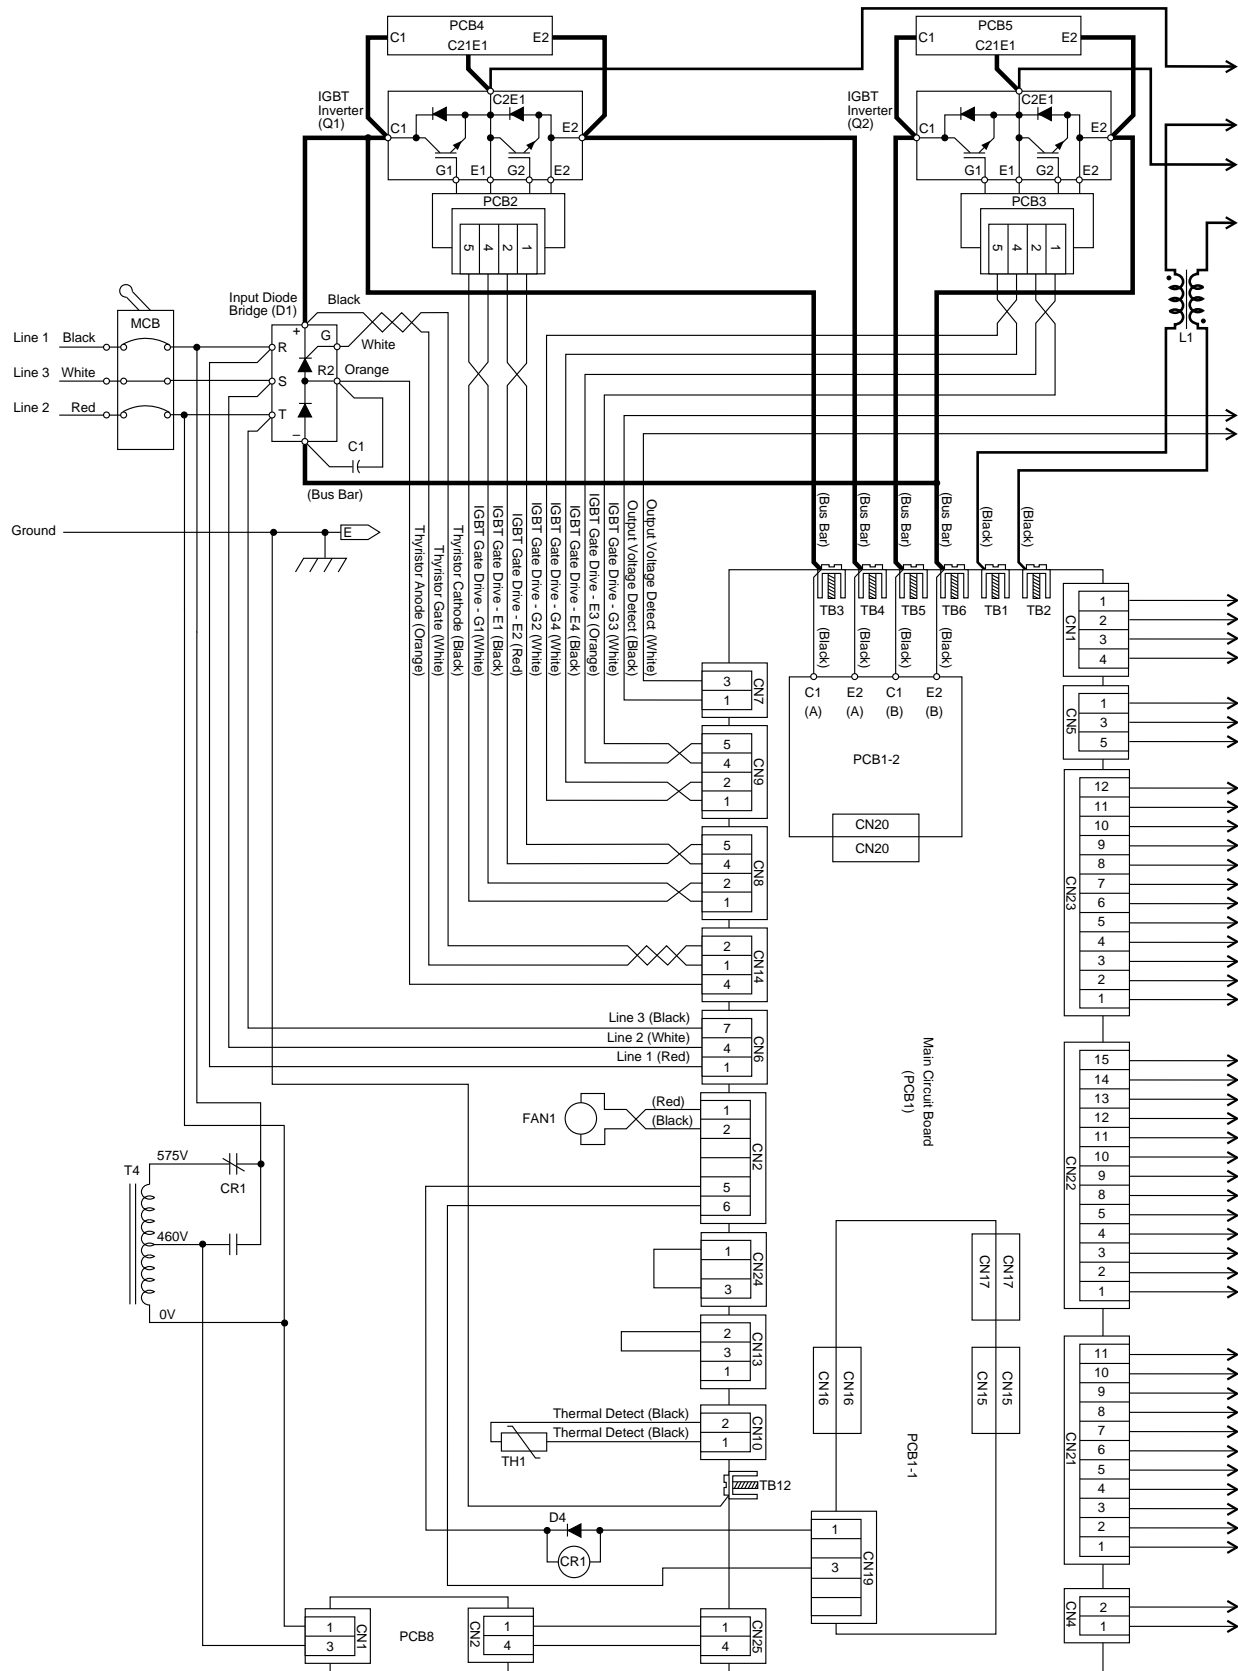 PCB4
C1
E2
C21E1
PCB5
C1
E2
C21E1
IGBT
Inverter
(Q1)
C2E1
C1
E2
G1
E1
G2
E2
PCB2
5
4
2
1
IGBT
Inverter
(Q2)
C2E1
C1
E2
G1
E1
G2
E2
PCB3
5
4
2
1
L1
MCB
Line 1
Black
Line 3
White
Line 2
Red
Input Diode
Bridge (D1)
Black
+
G
White
R
R2
Orange
S
T
–
C1
(Bus Bar)
Ground
E
Thyristor Anode (Orange)
Thyristor Gate (White)
Thyristor Cathode (Black)
IGBT Gate Drive - G1(White)
IGBT Gate Drive - E1 (Black)
IGBT Gate Drive - E2 (Red)
IGBT Gate Drive - G2 (White)
IGBT Gate Drive - G4 (White)
IGBT Gate Drive - E4 (Black)
IGBT Gate Drive - E3 (Orange)
IGBT Gate Drive - G3 (White)
Output Voltage Detect (Black)
Output Voltage Detect (White)
(Bus Bar)
(Bus Bar)
(Bus Bar)
(Bus Bar)
(Black)
(Black)
TB3
TB4
TB5
TB6
TB1
TB2
(Black)
(Black)
(Black)
(Black)
C1
(A)
E2
(A)
C1
(B)
E2
(B)
PCB1-2
CN20
CN20
CN7
3
1
CN9
5
4
2
1
CN8
5
4
2
1
CN14
2
1
4
Line 3 (Black)
Line 2 (White)
Line 1 (Red)
CN6
7
4
1
FAN1
(Red)
(Black)
CN2
1
2
5
6
CN24
1
3
CN13
2
3
1
Thermal Detect (Black)
Thermal Detect (Black)
TH1
CN10
2
1
TB12
D4
CR1
CN19
1
3
CN25
1
4
T4
575V
CR1
460V
0V
CN1
1
3
PCB8
CN2
1
4
Main Circuit Board
(PCB1)
CN17
CN17
CN16
CN16
CN15
CN15
PCB1-1
CN1
1
2
3
4
CN5
1
3
5
CN23
12
11
10
9
8
7
6
5
4
3
2
1
CN22
15
14
13
12
11
10
9
8
5
4
3
2
1
CN21
11
10
9
8
7
6
5
4
3
2
1
CN4
2
1